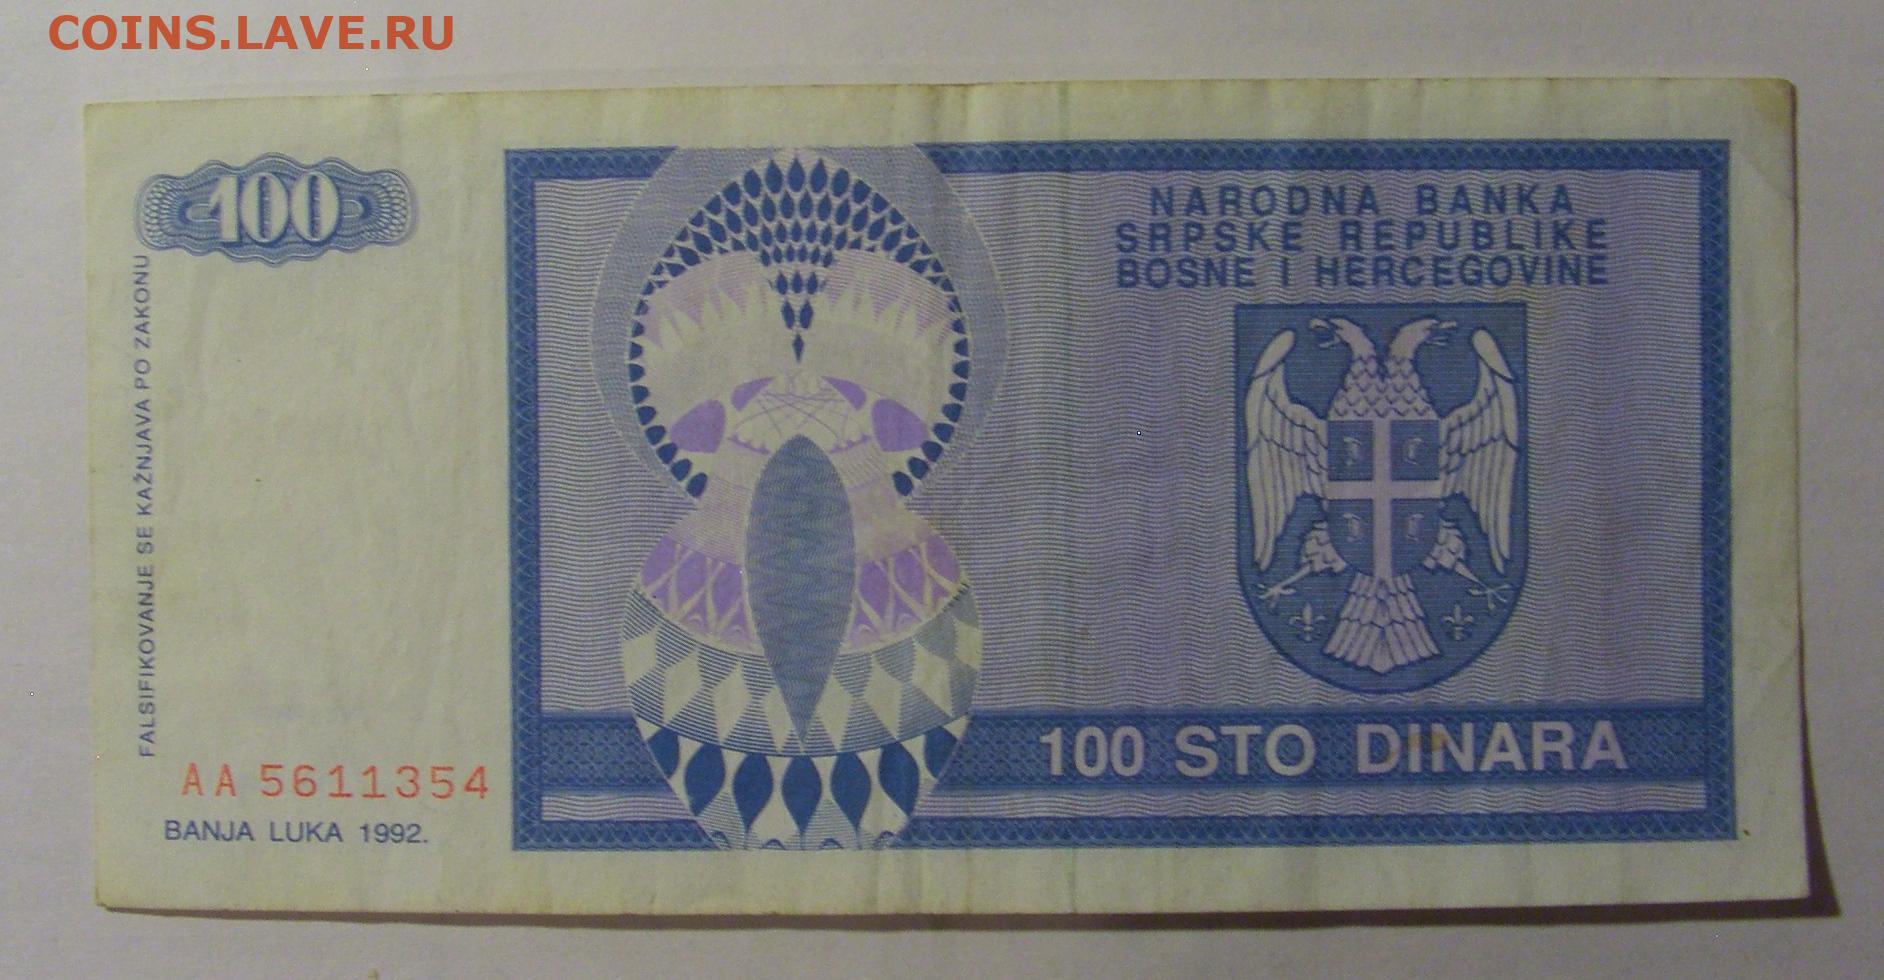 COINS.LAVE.RU
100
FALSIFIKOVANJE SE KAŽNJAVA PO ZAKONU
NARODNA BANKA
SRPSKE REPUBLIKE
BOSNE I HERCEGOVINE
100 STO DINARA
AA 5611354
BANJA LUKA 1992.